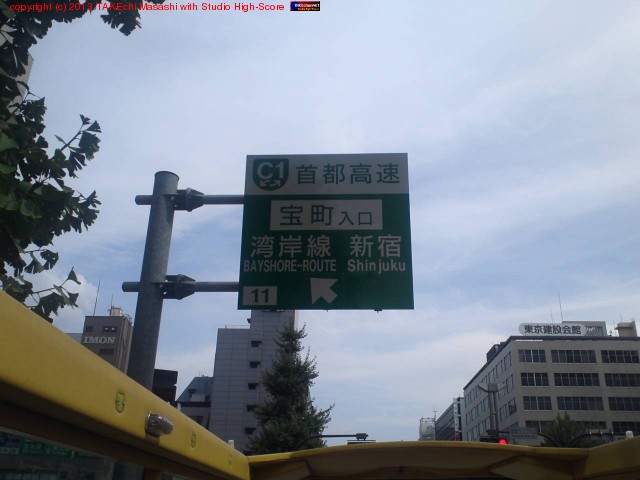 copyright (c) 2013 TAKEchi Masashi with Studio High-Score
C1 首都高速
宝町入口
湾岸線 新宿
BAYSHORE-ROUTE Shinjuku
11
IMON
東京建設会館